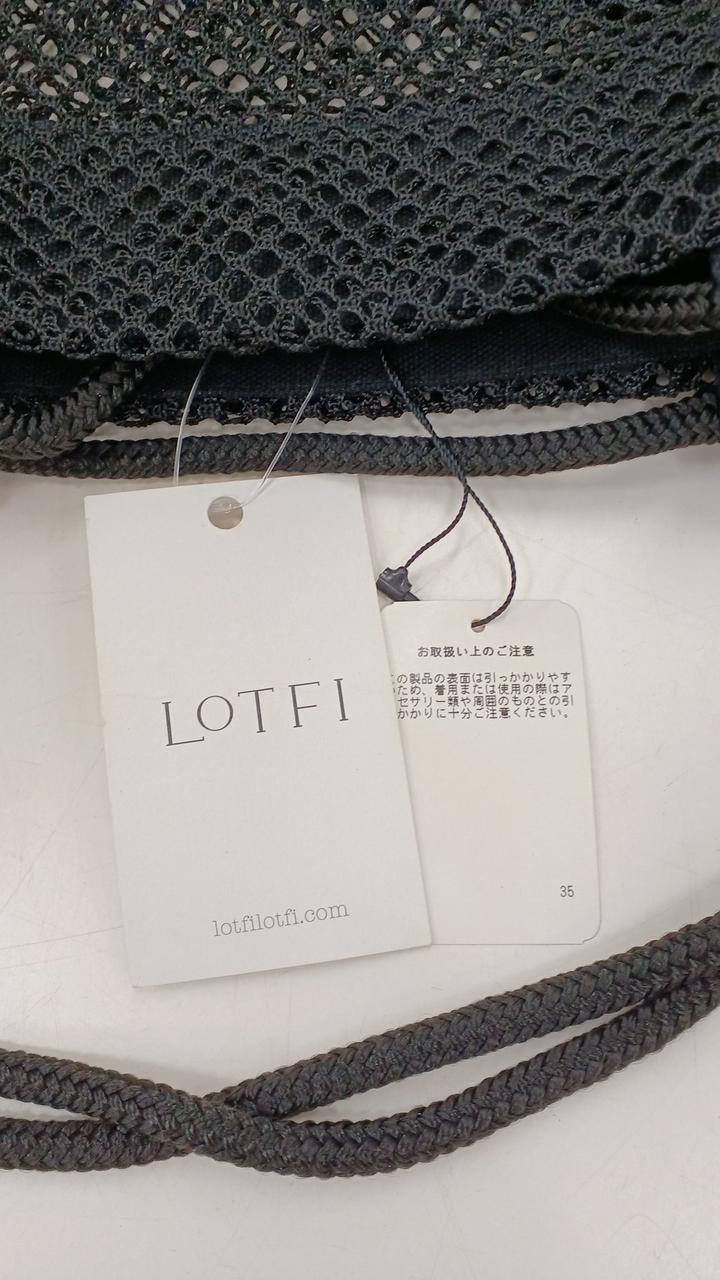 LOTFI
lotfilotfi.com
お取扱い上のご注意
の製品の表面は引っかかりやす
ため、着用または使用の際はア
セサリー類や周囲のものとの引
かかりに十分ご注意ください。
35